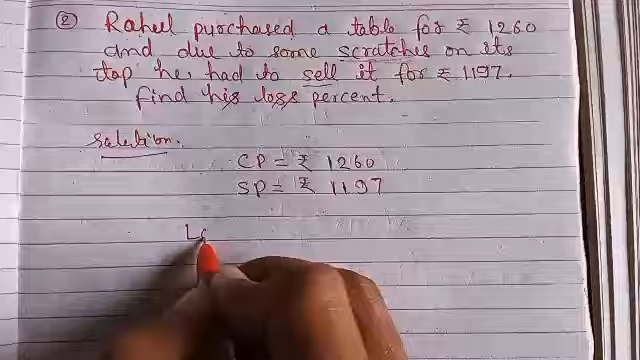 ② Rahul purchased a table for ₹ 1260
and due to some scratches on its
top he had to sell it for ₹ 1197.
Find his loss percent.
Solution.
CP = ₹ 1260
SP = ₹ 1197
Lo